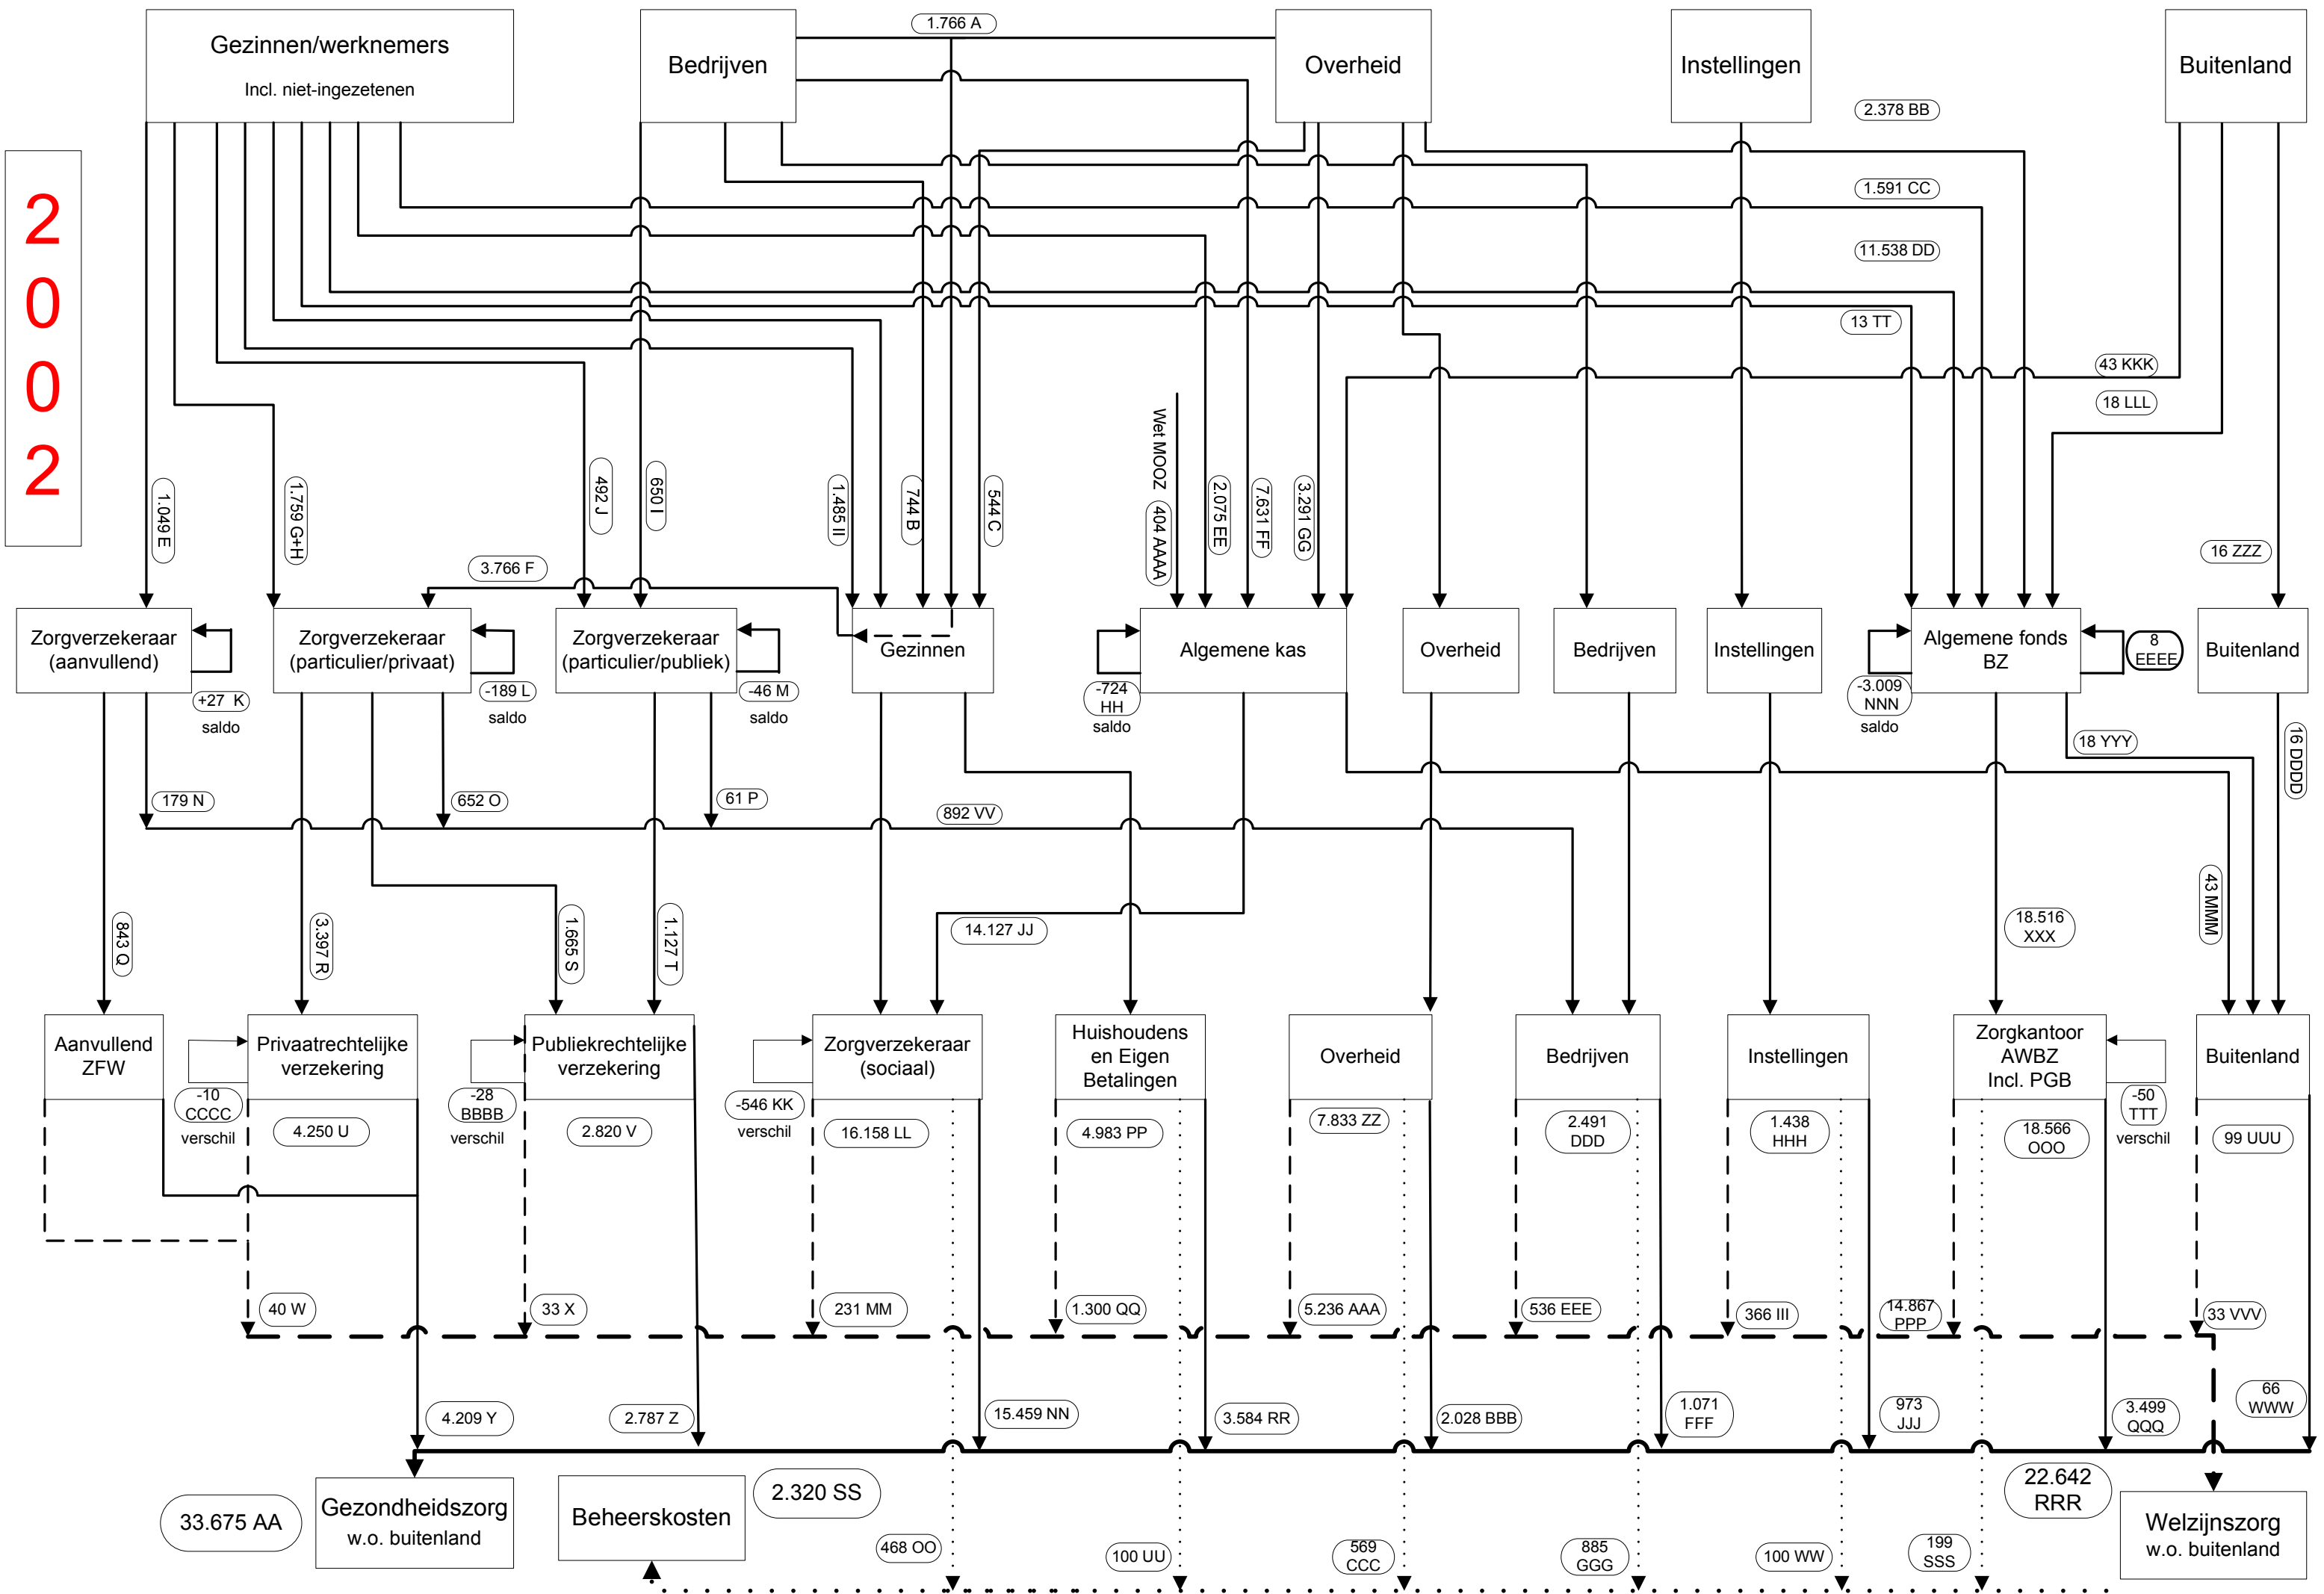 1.766 A
Gezinnen/werknemers
Incl. niet-ingezetenen
Bedrijven
Overheid
Instellingen
Buitenland
2.378 BB
2
0
0
2
1.591 CC
11.538 DD
13 TT
43 KKK
18 LLL
1.049 E
1.759 G+H
492 J
650 I
1.485 II
744 B
544 C
Wet MOOZ
404 AAAA
2.075 EE
7.631 FF
3.291 GG
16 ZZZ
3.766 F
Zorgverzekeraar
(aanvullend)
Zorgverzekeraar
(particulier/privaat)
Zorgverzekeraar
(particulier/publiek)
Gezinnen
Algemene kas
Overheid
Bedrijven
Instellingen
Algemene fonds
BZ
8
EEEE
Buitenland
+27 K
saldo
-189 L
saldo
-46 M
saldo
-724
HH
saldo
-3.009
NNN
saldo
18 YYY
16 DDDD
179 N
652 O
61 P
892 VV
843 Q
3.397 R
1.665 S
1.127 T
14.127 JJ
18.516
XXX
43 MMM
Aanvullend
ZFW
Privaatrechtelijke
verzekering
Publiekrechtelijke
verzekering
Zorgverzekeraar
(sociaal)
Huishoudens
en Eigen
Betalingen
Overheid
Bedrijven
Instellingen
Zorgkantoor
AWBZ
Incl. PGB
Buitenland
-10
CCCC
verschil
4.250 U
-28
BBBB
verschil
2.820 V
-546 KK
verschil
16.158 LL
4.983 PP
7.833 ZZ
2.491
DDD
1.438
HHH
18.566
OOO
-50
TTT
verschil
99 UUU
40 W
33 X
231 MM
1.300 QQ
5.236 AAA
536 EEE
366 III
14.867
PPP
33 VVV
4.209 Y
2.787 Z
15.459 NN
3.584 RR
2.028 BBB
1.071
FFF
973
JJJ
3.499
QQQ
66
WWW
33.675 AA
Gezondheidszorg
w.o. buitenland
Beheerskosten
2.320 SS
22.642
RRR
Welzijnszorg
w.o. buitenland
468 OO
100 UU
569
CCC
885
GGG
100 WW
199
SSS